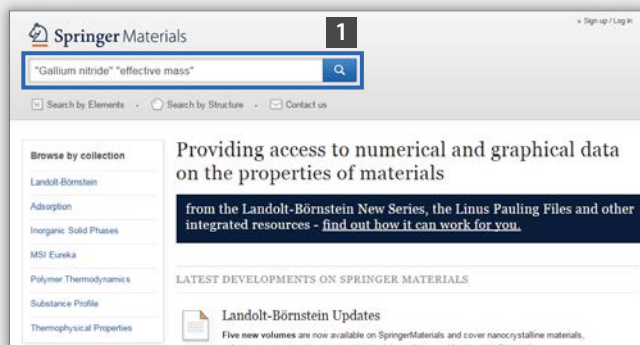 » Sign up / Log in
Springer Materials
1
"Gallium nitride" "effective mass"
H Search by Elements - Search by Structure - Contact us
Browse by collection
Landolt-Börnstein
Adsorption
Inorganic Solid Phases
MSI Eureka
Polymer Thermodynamics
Substance Profile
Thermophysical Properties
Providing access to numerical and graphical data
on the properties of materials
from the Landolt-Börnstein New Series, the Linus Pauling Files and other
integrated resources - find out how it can work for you.
LATEST DEVELOPMENTS ON SPRINGER MATERIALS
Landolt-Börnstein Updates
Five new volumes are now available on SpringerMaterials and cover nanocrystalline materials,